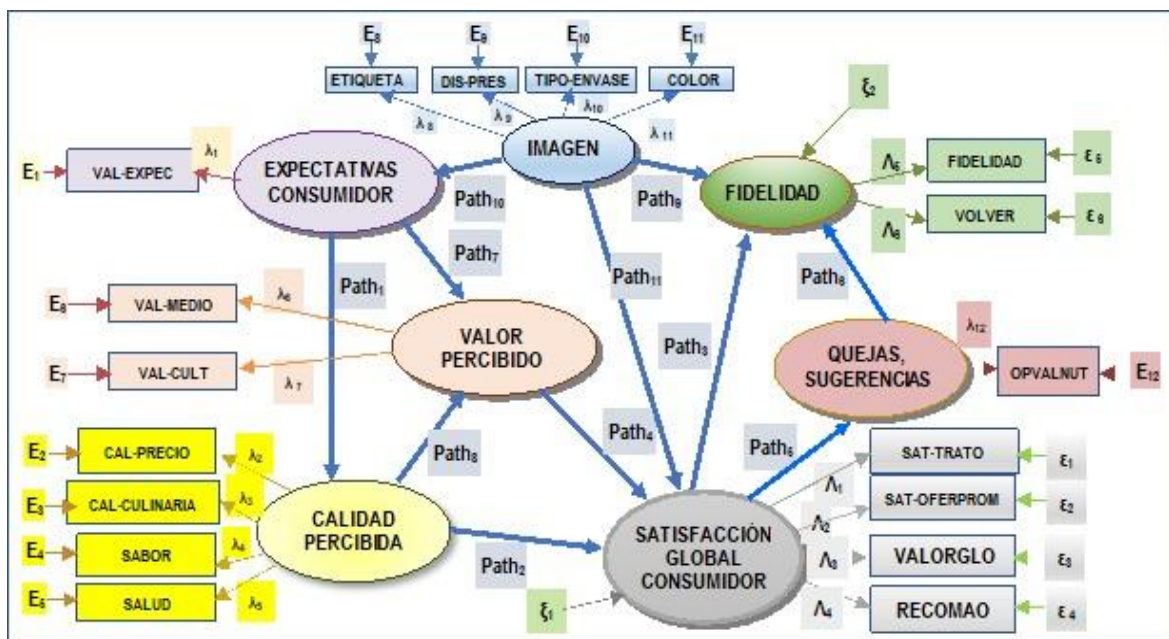 E8 E9 E10 E11
ETIQUETA DIS-PRES TIPO-ENVASE COLOR
λ8 λ9 λ10 λ11
ξ2
E1 VAL-EXPEC λ1
EXPECTATIVAS
CONSUMIDOR
IMAGEN
FIDELIDAD
Λ5 FIDELIDAD ε5
Λ6 VOLVER ε6
Path10 Path9
Path7
Path1 Path11 Path6
E6 VAL-MEDIO λ6
VALOR
PERCIBIDO
Path3
QUEJAS,
SUGERENCIAS
λ12
OPVALNUT E12
E7 VAL-CULT λ7
Path4
Path8 Path5
E2 CAL-PRECIO λ2
E3 CAL-CULINARIA λ3
E4 SABOR λ4
E5 SALUD λ5
CALIDAD
PERCIBIDA
Path2
SATISFACCIÓN
GLOBAL
CONSUMIDOR
ξ1
Λ1 SAT-TRATO ε1
Λ2 SAT-OFERPROM ε2
Λ3 VALORGLO ε3
Λ4 RECOMAO ε4